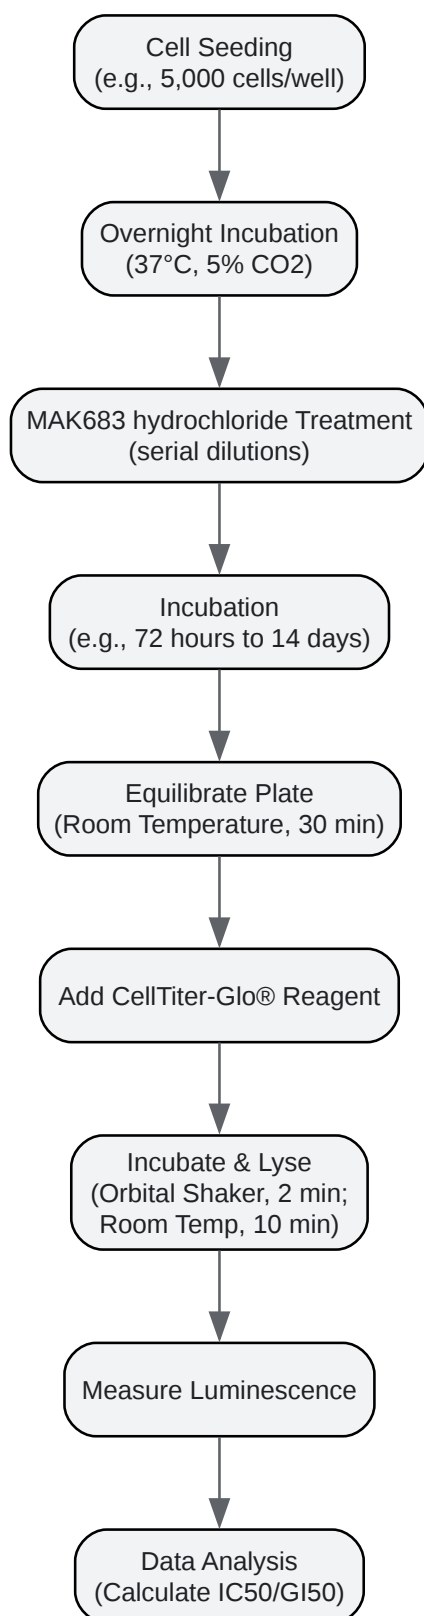 Cell Seeding
(e.g., 5,000 cells/well)
Overnight Incubation
(37°C, 5% CO2)
MAK683 hydrochloride Treatment
(serial dilutions)
Incubation
(e.g., 72 hours to 14 days)
Equilibrate Plate
(Room Temperature, 30 min)
Add CellTiter-Glo® Reagent
Incubate & Lyse
(Orbital Shaker, 2 min;
Room Temp, 10 min)
Measure Luminescence
Data Analysis
(Calculate IC50/GI50)